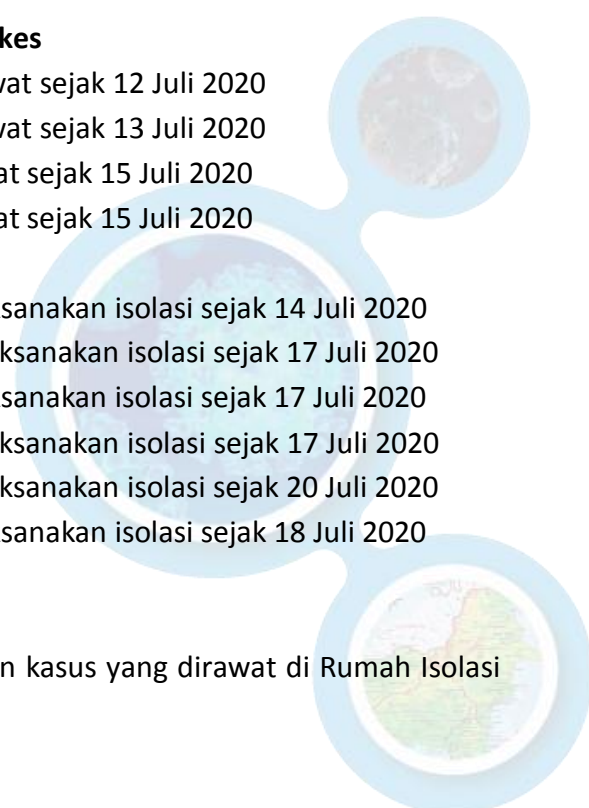 kes
wat sejak 12 Juli 2020
wat sejak 13 Juli 2020
at sejak 15 Juli 2020
at sejak 15 Juli 2020
sanakan isolasi sejak 14 Juli 2020
ksanakan isolasi sejak 17 Juli 2020
sanakan isolasi sejak 17 Juli 2020
ksanakan isolasi sejak 17 Juli 2020
ksanakan isolasi sejak 20 Juli 2020
sanakan isolasi sejak 18 Juli 2020
n kasus yang dirawat di Rumah Isolasi